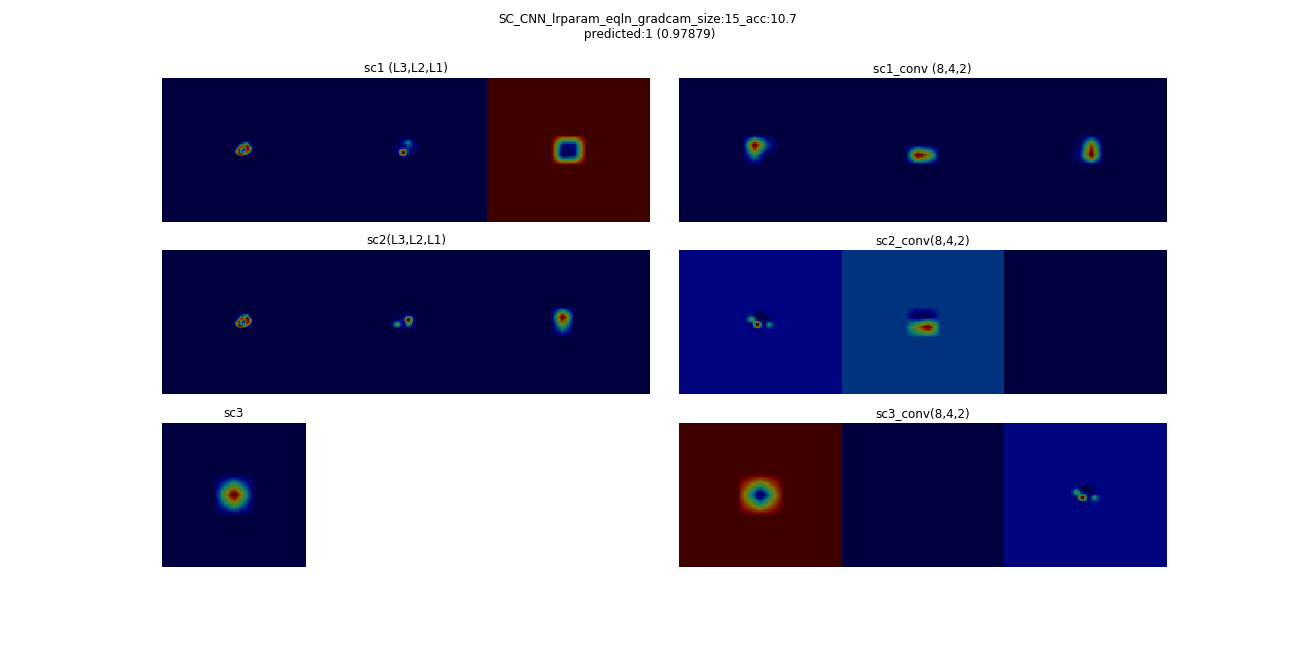 SC_CNN_lrparam_eqln_gradcam_size:15_acc:10.7
predicted:1 (0.97879)
sc1 (L3,L2,L1)
sc1_conv (8,4,2)
sc2(L3,L2,L1)
sc2_conv(8,4,2)
sc3
sc3_conv(8,4,2)